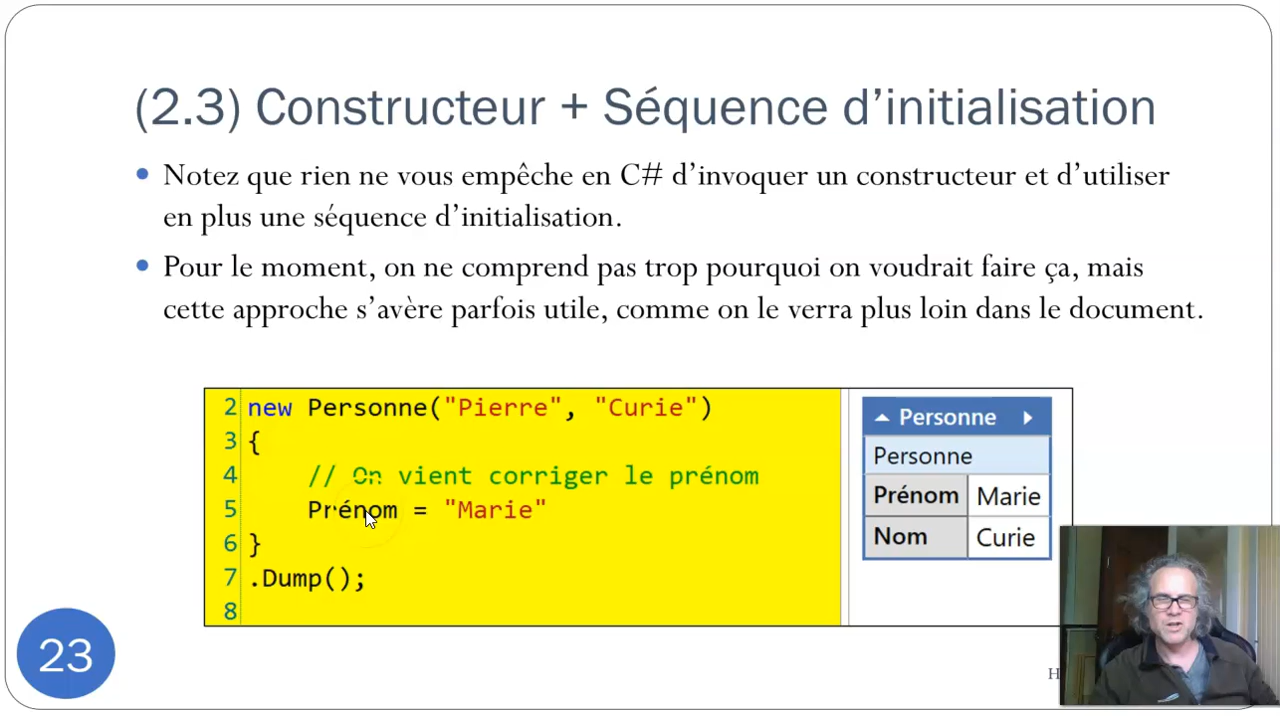 (2.3) Constructeur + Séquence d’initialisation
Notez que rien ne vous empêche en C# d’invoquer un constructeur et d’utiliser
en plus une séquence d’initialisation.
Pour le moment, on ne comprend pas trop pourquoi on voudrait faire ça, mais
cette approche s’avère parfois utile, comme on le verra plus loin dans le document.
2 new Personne("Pierre", "Curie")
3 {
4 // On vient corriger le prénom
5 Prénom = "Marie"
6 }
7 .Dump();
8
Personne
Personne
Prénom Marie
Nom Curie
23
H